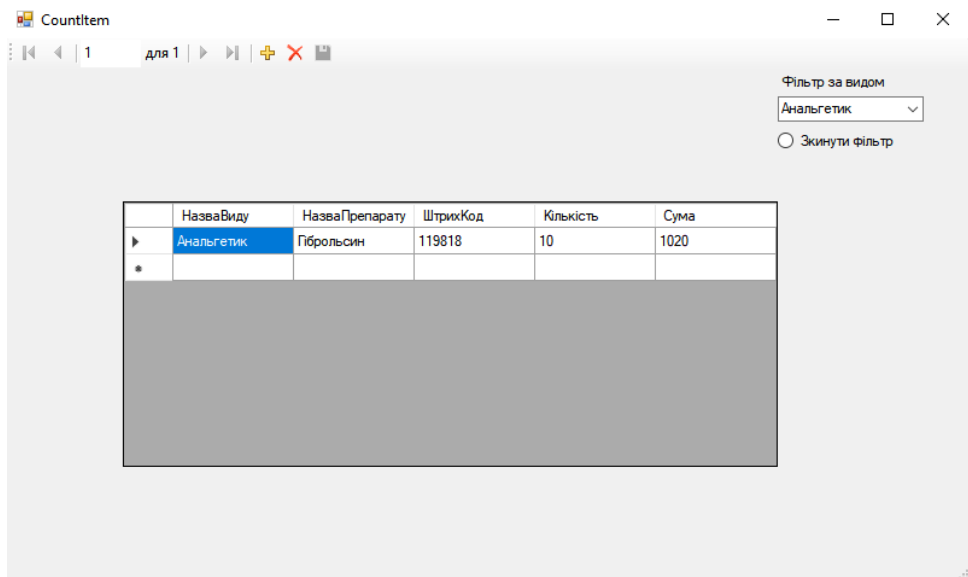 CountItem
1 для 1
Фільтр за видом
Анальгетик
Зкинути фільтр
НазваВиду НазваПрепарату ШтрихКод Кількість Сума
Анальгетик Гіброльсин 119818 10 1020